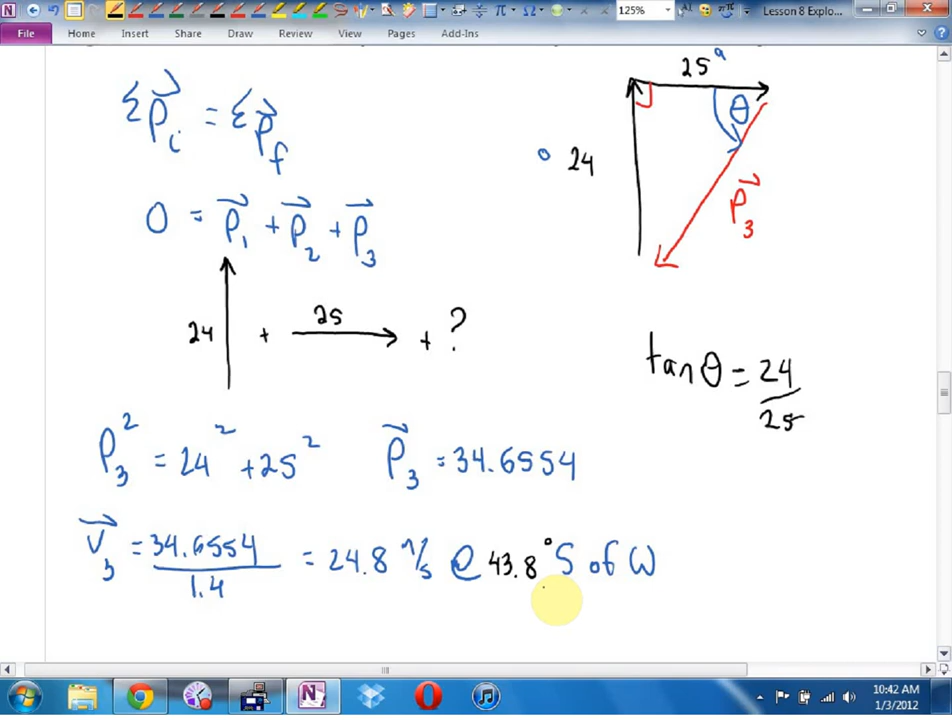 125%
Lesson 8 Explo...
File Home Insert Share Draw Review View Pages Add-Ins
Σp⃗i = Σp⃗f
0 = p⃗1 + p⃗2 + p⃗3
24 + 25 + ?
P3² = 24² + 25²
P⃗3 = 34.6554
V⃗3 = 34.6554 / 1.4 = 24.8 m/s @ 43.8° S of W
25 a
θ
o 24
P⃗3
tanθ = 24 / 25
10:42 AM
1/3/2012